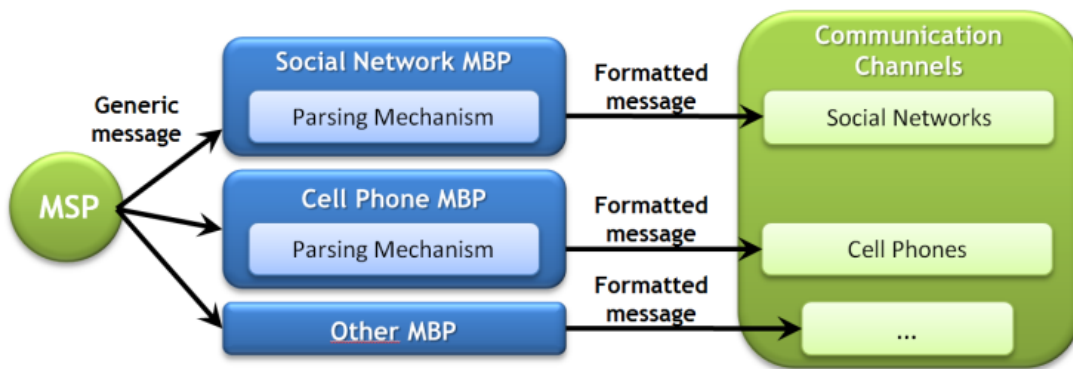 Generic
message
MSP
Social Network MBP
Parsing Mechanism
Cell Phone MBP
Parsing Mechanism
Other MBP
Formatted
message
Formatted
message
Formatted
message
Communication
Channels
Social Networks
Cell Phones
...